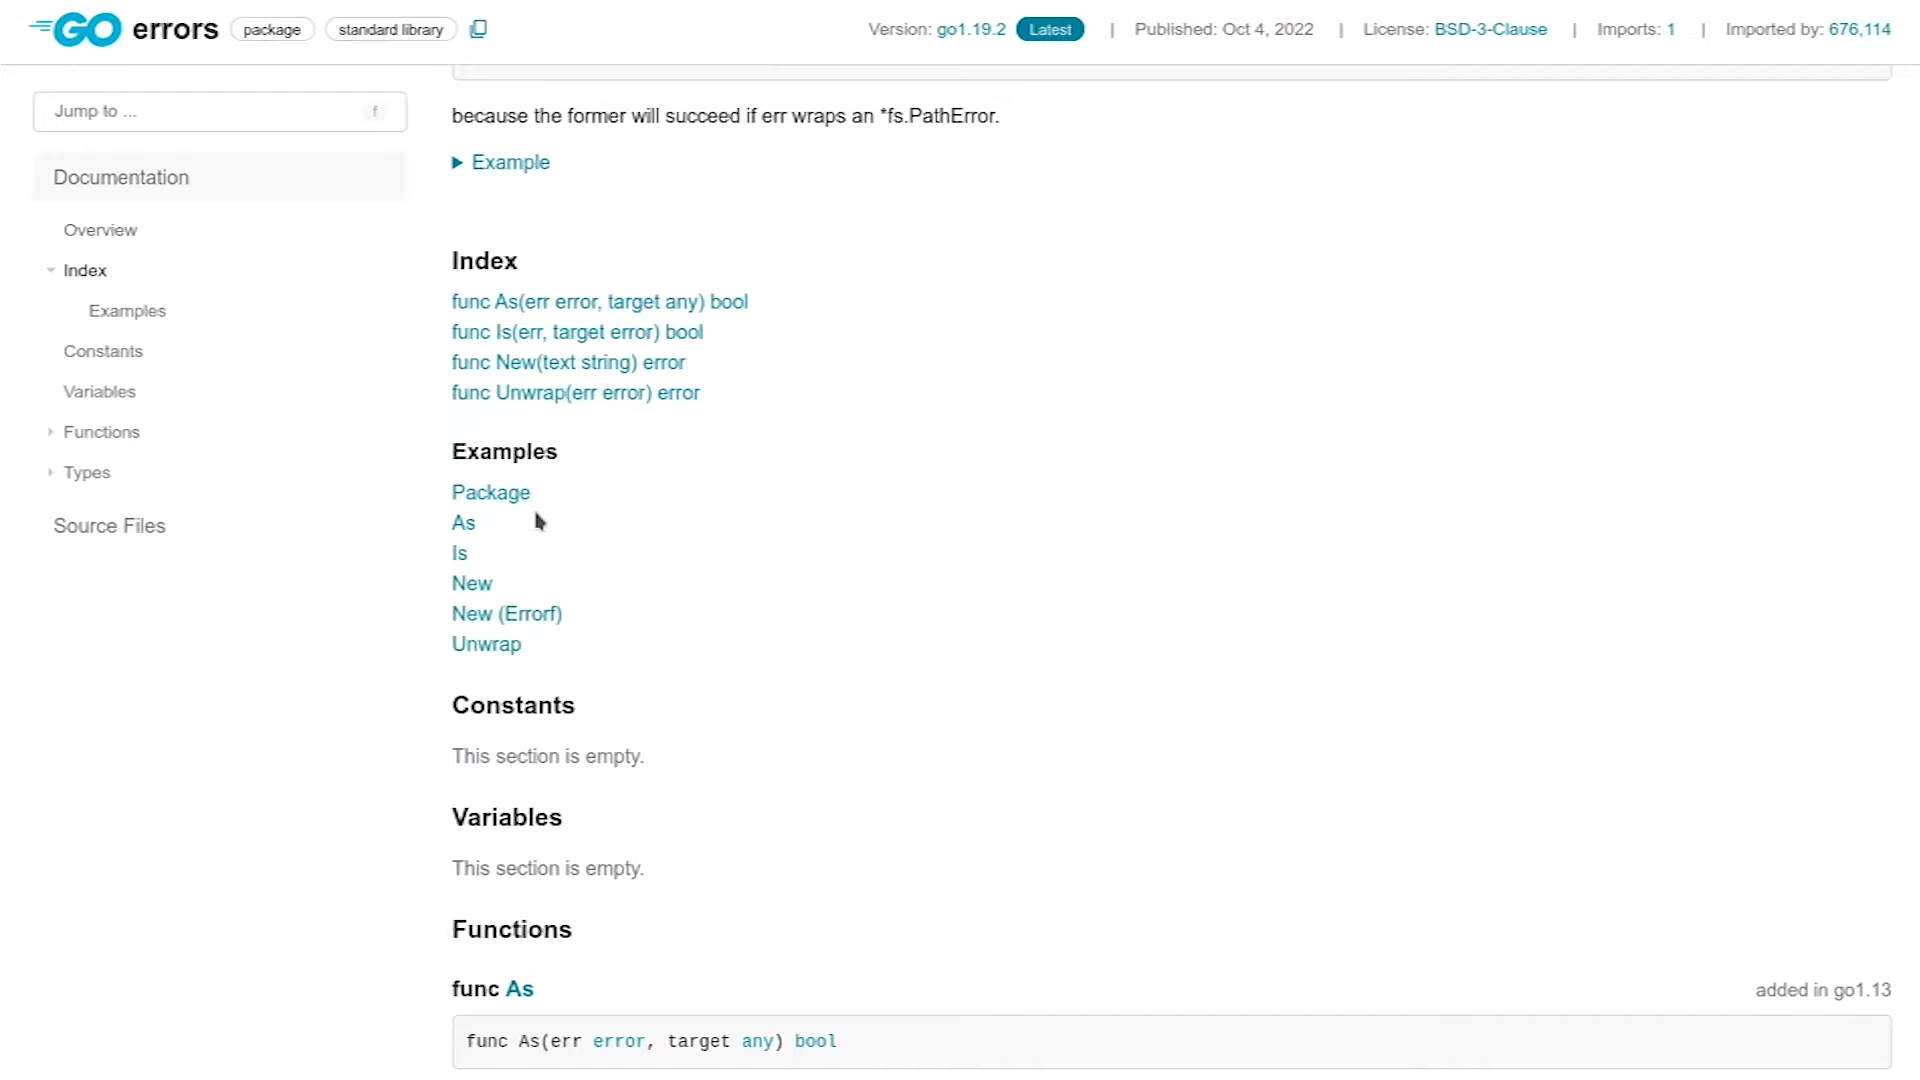 GO errors package standard library Version: go1.19.2 Latest | Published: Oct 4, 2022 | License: BSD-3-Clause | Imports: 1 | Imported by: 676,114
Jump to ... f
Documentation
Overview
Index
Examples
Constants
Variables
Functions
Types
Source Files
because the former will succeed if err wraps an *fs.PathError.
Example
Index
func As(err error, target any) bool
func Is(err, target error) bool
func New(text string) error
func Unwrap(err error) error
Examples
Package
As
Is
New
New (Errorf)
Unwrap
Constants
This section is empty.
Variables
This section is empty.
Functions
func As added in go1.13
func As(err error, target any) bool